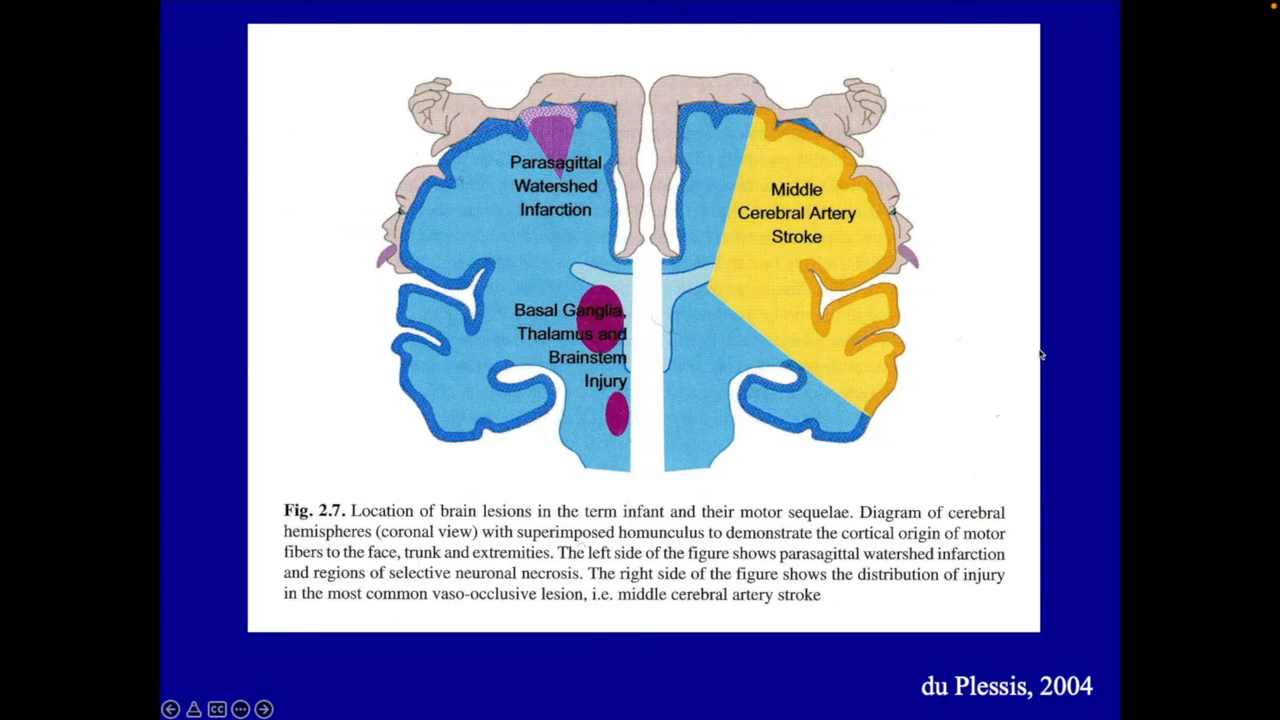 Parasagittal
Watershed
Infarction
Middle
Cerebral Artery
Stroke
Basal Ganglia,
Thalamus and
Brainstem
Injury
Fig. 2.7. Location of brain lesions in the term infant and their motor sequelae. Diagram of cerebral
hemispheres (coronal view) with superimposed homunculus to demonstrate the cortical origin of motor
fibers to the face, trunk and extremities. The left side of the figure shows parasagittal watershed infarction
and regions of selective neuronal necrosis. The right side of the figure shows the distribution of injury
in the most common vaso-occlusive lesion, i.e. middle cerebral artery stroke
du Plessis, 2004
CC